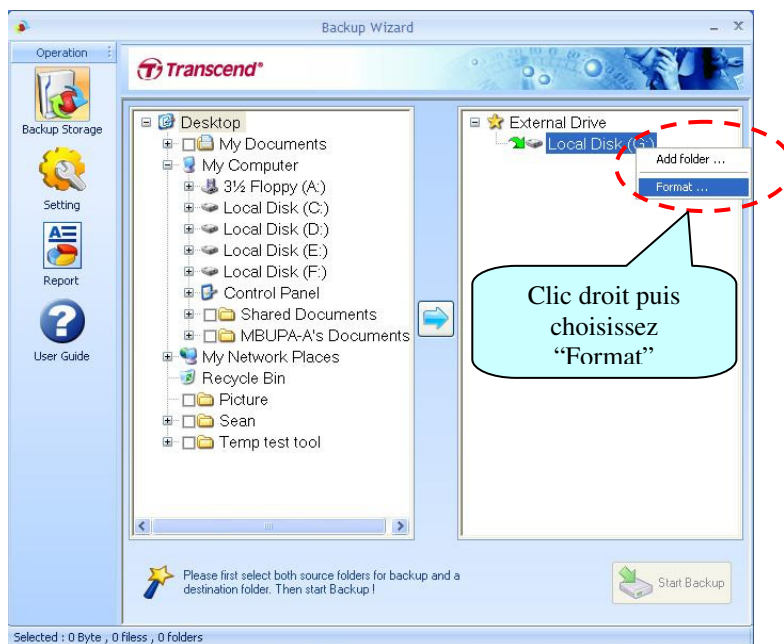 Backup Wizard
Operation
Backup Storage
Setting
Report
User Guide
Transcend®
Desktop
My Documents
My Computer
3½ Floppy (A:)
Local Disk (C:)
Local Disk (D:)
Local Disk (E:)
Local Disk (F:)
Control Panel
Shared Documents
MBUPA-A's Documents
My Network Places
Recycle Bin
Picture
Sean
Temp test tool
External Drive
Local Disk (G:)
Add folder ...
Format ...
Clic droit puis
choisissez
“Format”
Please first select both source folders for backup and a
destination folder. Then start Backup !
Start Backup
Selected : 0 Byte , 0 filess , 0 folders